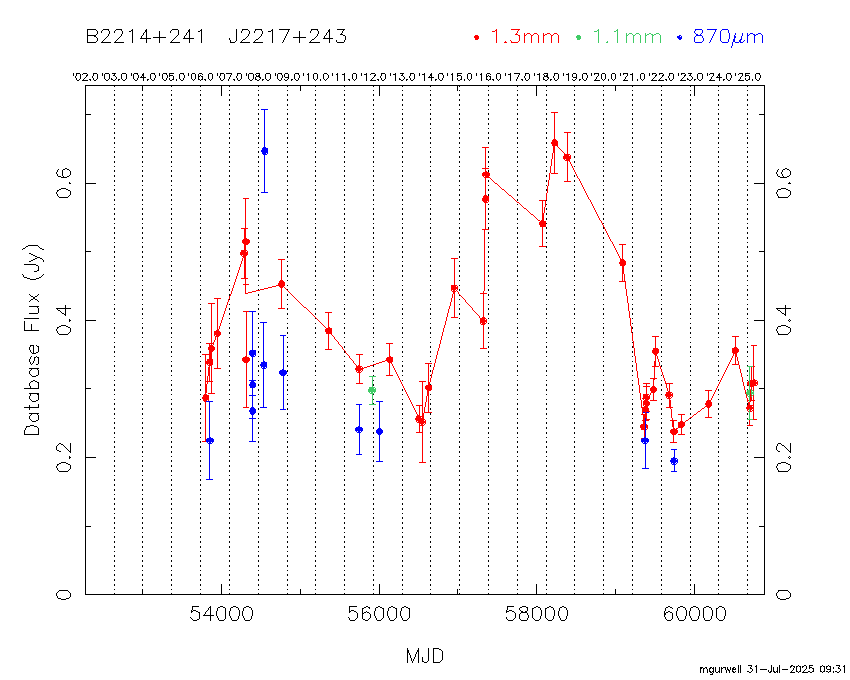 B2214+241 J2217+243 1.3mm 1.1mm 870μm
'02.0 '03.0 '04.0 '05.0 '06.0 '07.0 '08.0 '09.0 '10.0 '11.0 '12.0 '13.0 '14.0 '15.0 '16.0 '17.0 '18.0 '19.0 '20.0 '21.0 '22.0 '23.0 '24.0 '25.0
0.6 0.6
Database Flux (Jy)
0.4 0.4
0.2 0.2
0 0
54000 56000 58000 60000
MJD
mgurwell 31-Jul-2025 09:31